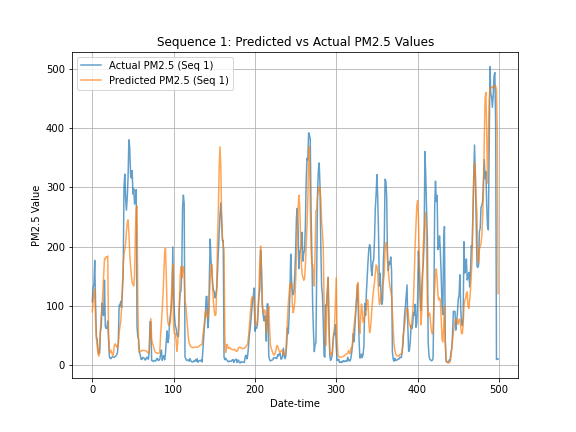 Sequence 1: Predicted vs Actual PM2.5 Values
Actual PM2.5 (Seq 1)
Predicted PM2.5 (Seq 1)
PM2.5 Value
500
400
300
200
100
0
0
100
200
300
400
500
Date-time